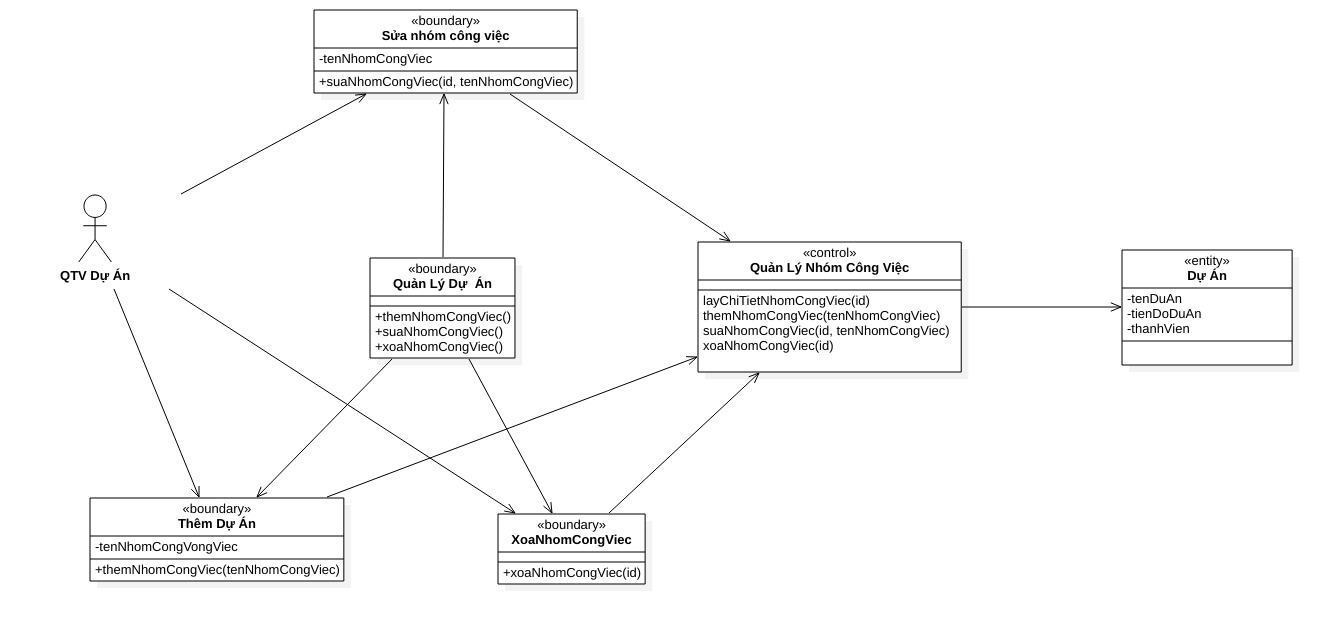 «boundary»
Sửa nhóm công việc
-tenNhomCongViec
+suaNhomCongViec(id, tenNhomCongViec)
QTV Dự Án
«boundary»
Quản Lý Dự  Án
+themNhomCongViec()
+suaNhomCongViec()
+xoaNhomCongViec()
«control»
Quản Lý Nhóm Công Việc
layChiTietNhomCongViec(id)
themNhomCongViec(tenNhomCongViec)
suaNhomCongViec(id, tenNhomCongViec)
xoaNhomCongViec(id)
«entity»
Dự Án
-tenDuAn
-tienDoDuAn
-thanhVien
«boundary»
Thêm Dự Án
-tenNhomCongVongViec
+themNhomCongViec(tenNhomCongViec)
«boundary»
XoaNhomCongViec
+xoaNhomCongViec(id)